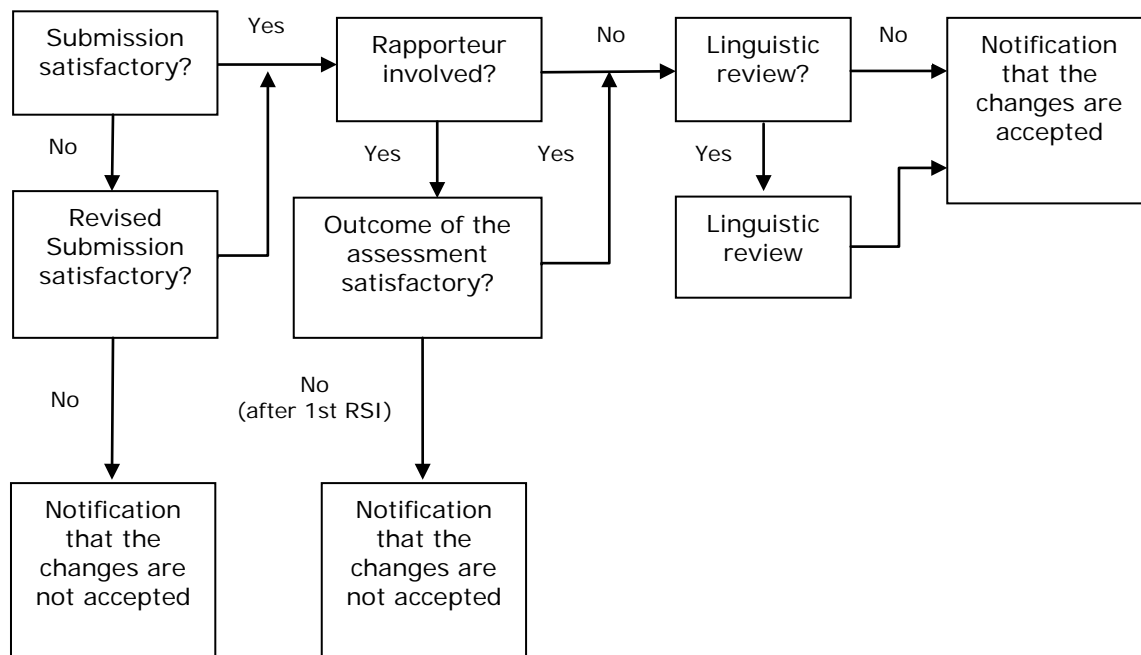 Submission
satisfactory?
Yes
Rapporteur
involved?
No
Linguistic
review?
No
Notification
that the
changes are
accepted
No
Yes
Yes
Yes
Revised
Submission
satisfactory?
Outcome of the
assessment
satisfactory?
Linguistic
review
No
No
(after 1st RSI)
Notification
that the
changes are
not accepted
Notification
that the
changes are
not accepted